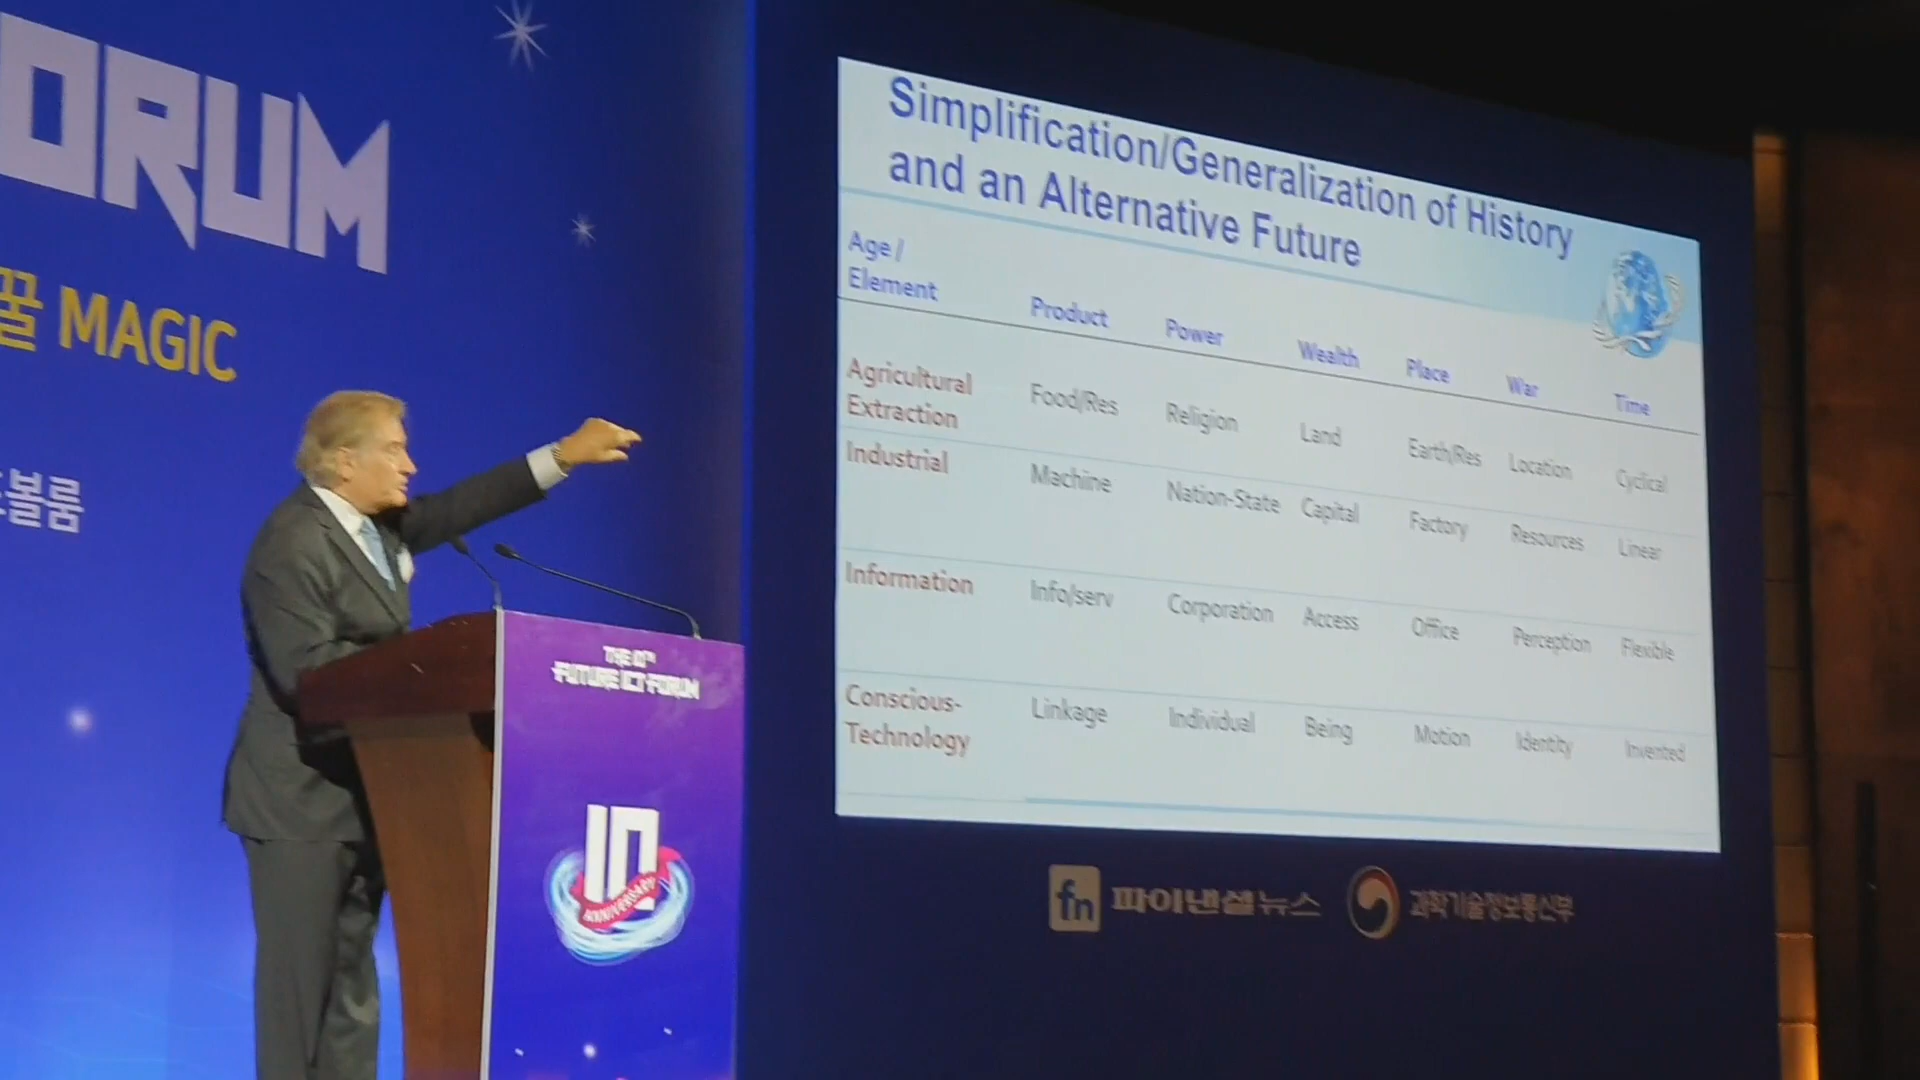 ORUM
꿀 MAGIC
볼룸
THE 10TH
FUTURE ICT FORUM
10
ANNIVERSARY
Simplification/Generalization of History
and an Alternative Future
Age /
Element Product Power Wealth Place War Time
Agricultural
Extraction Food/Res Religion Land Earth/Res Location Cyclical
Industrial Machine Nation-State Capital Factory Resources Linear
Information Info/serv Corporation Access Office Perception Flexible
Conscious-
Technology Linkage Individual Being Motion Identity Invented
fn 파이낸셜뉴스 과학기술정보통신부